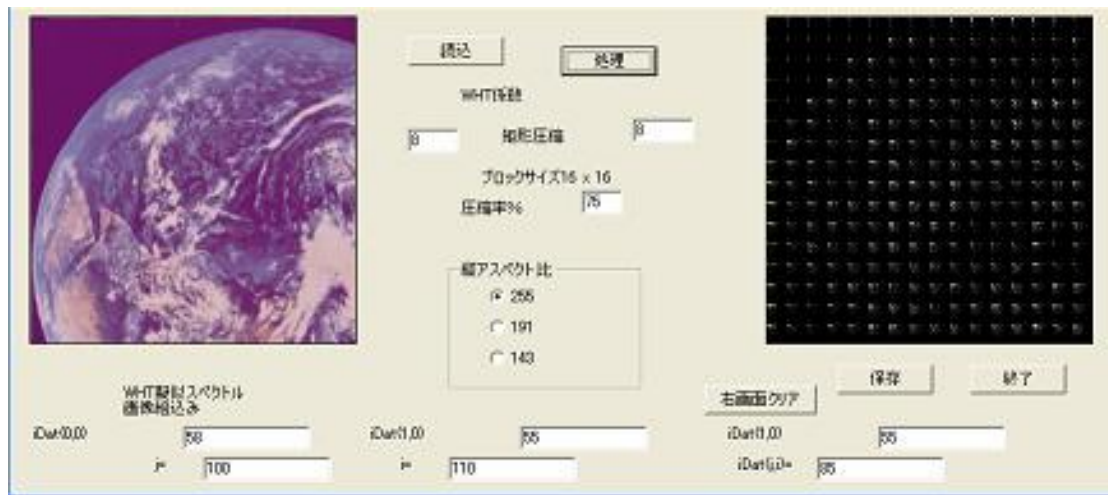 読込
処理
WHT係数
8
矩形圧縮
8
ブロックサイズ16 x 16
圧縮率%
75
縦アスペクト比
255
191
143
WHT擬似スペクトル
画像組込み
保存
終了
右画面クリア
iDat(0,0)
58
iDat(1,0)
55
iDat(1,0)
55
j=
100
i=
110
iDat(j,i)=
85